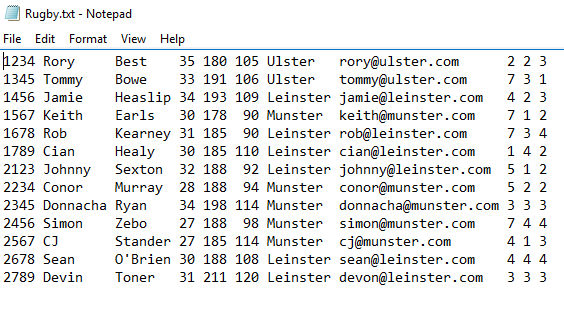 Rugby.txt - Notepad
File Edit Format View Help
1234 Rory Best 35 180 105 Ulster rory@ulster.com 2 2 3
1345 Tommy Bowe 33 191 106 Ulster tommy@ulster.com 7 3 1
1456 Jamie Heaslip 34 193 109 Leinster jamie@leinster.com 4 2 3
1567 Keith Earls 30 178 90 Munster keith@munster.com 7 1 2
1678 Rob Kearney 31 185 90 Leinster rob@leinster.com 7 3 4
1789 Cian Healy 30 185 110 Leinster cian@leinster.com 1 4 2
2123 Johnny Sexton 32 188 92 Leinster johnny@leinster.com 5 1 2
2234 Conor Murray 28 188 94 Munster conor@munster.com 5 2 2
2345 Donnacha Ryan 34 198 114 Munster donnacha@munster.com 3 3 3
2456 Simon Zebo 27 188 98 Munster simon@munster.com 7 4 4
2567 CJ Stander 27 185 114 Munster cj@munster.com 4 1 3
2678 Sean O'Brien 30 188 108 Leinster sean@leinster.com 4 4 4
2789 Devin Toner 31 211 120 Leinster devon@leinster.com 3 3 3